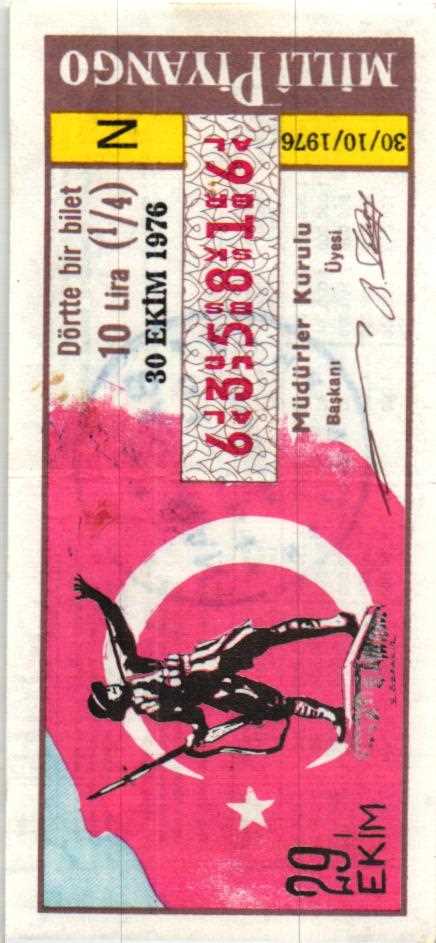 MİLLÎ PİYANGO
30/10/1976
N
Dörtte bir bilet
10 Lira (1/4)
30 EKİM 1976
635816
Müdürler Kurulu
Başkanı Üyesi
29
EKİM